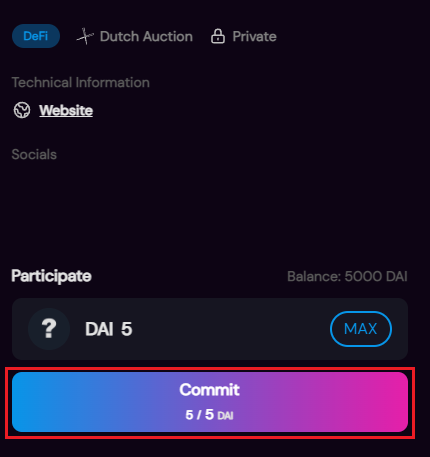 DeFi Dutch Auction Private
Technical Information
Website
Socials
Participate Balance: 5000 DAI
? DAI 5 MAX
Commit
5 / 5 DAI